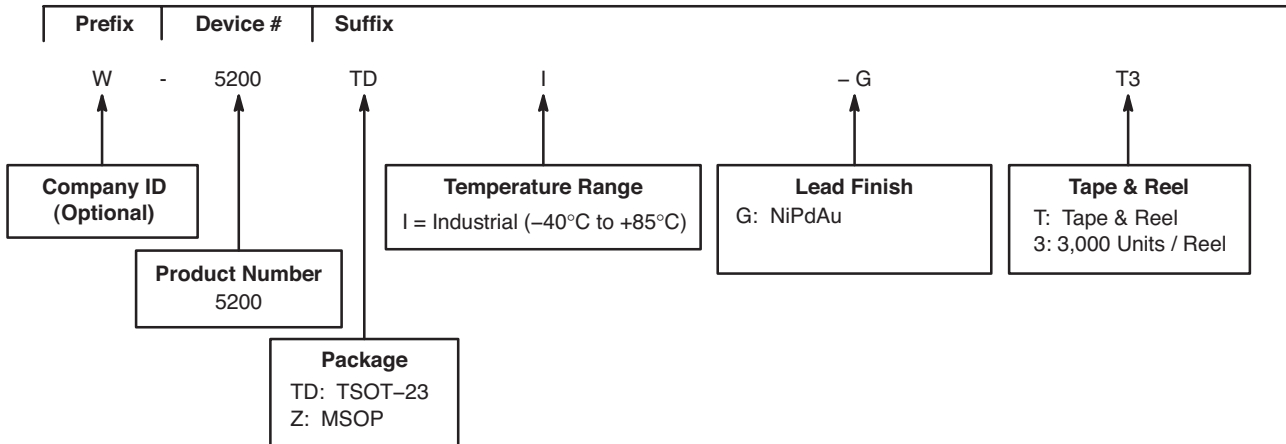 Prefix Device # Suffix
W - 5200 TD I – G T3
Company ID
(Optional)
Product Number
5200
Package
TD: TSOT–23
Z: MSOP
Temperature Range
I = Industrial (–40°C to +85°C)
Lead Finish
G: NiPdAu
Tape & Reel
T: Tape & Reel
3: 3,000 Units / Reel